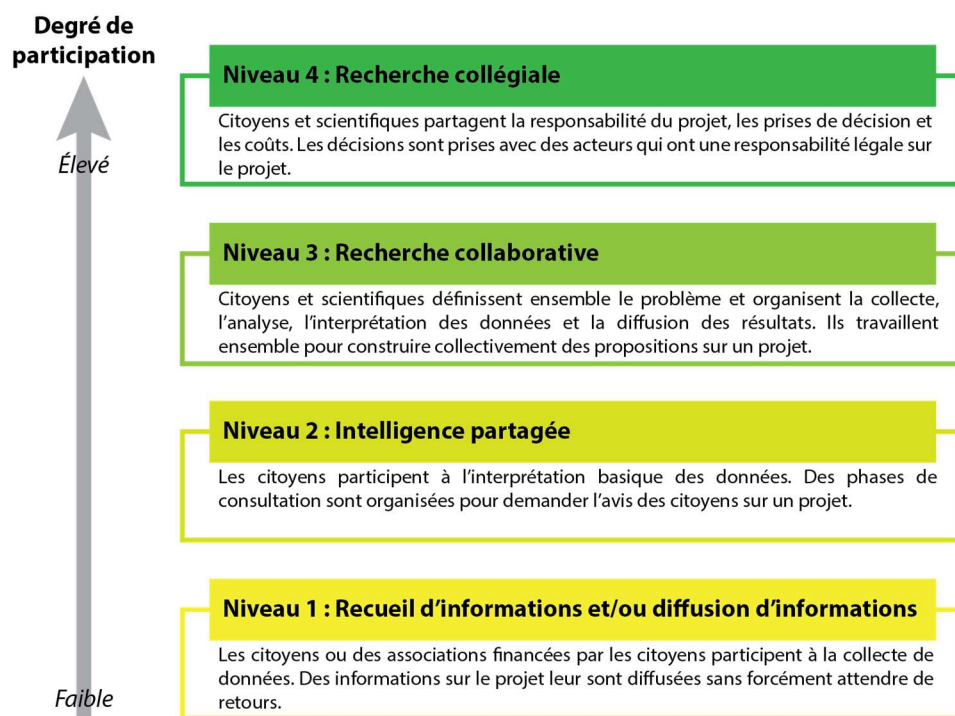 Degré de
participation
Niveau 4 : Recherche collégiale
Citoyens et scientifiques partagent la responsabilité du projet, les prises de décision et
les coûts. Les décisions sont prises avec des acteurs qui ont une responsabilité légale sur
le projet.
Élevé
Niveau 3 : Recherche collaborative
Citoyens et scientifiques définissent ensemble le problème et organisent la collecte,
l’analyse, l’interprétation des données et la diffusion des résultats. Ils travaillent
ensemble pour construire collectivement des propositions sur un projet.
Niveau 2 : Intelligence partagée
Les citoyens participent à l’interprétation basique des données. Des phases de
consultation sont organisées pour demander l’avis des citoyens sur un projet.
Niveau 1 : Recueil d’informations et/ou diffusion d’informations
Les citoyens ou des associations financées par les citoyens participent à la collecte de
données. Des informations sur le projet leur sont diffusées sans forcément attendre de
retours.
Faible